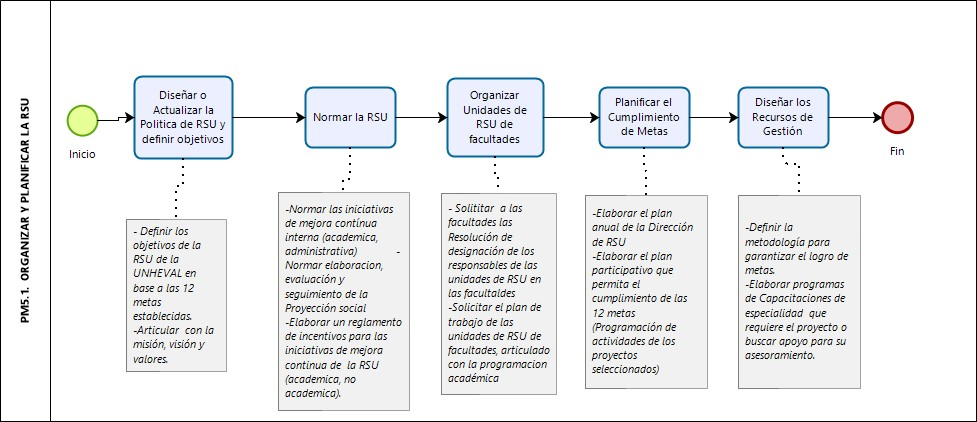 PM5.1. ORGANIZAR Y PLANIFICAR LA RSU
Inicio
Diseñar o
Actualizar la
Politica de RSU y
definir objetivos
Normar la RSU
Organizar
Unidades de
RSU de
facultades
Planificar el
Cumplimiento
de Metas
Diseñar los
Recursos de
Gestión
Fin
- Definir los
objetivos de la
RSU de la
UNHEVAL en
base a las 12
metas
establecidas.
-Articular con la
misión, visión y
valores.
-Normar las iniciativas
de mejora contínua
interna (academica,
administrativa) -
Normar elaboracion,
evaluación y
seguimiento de la
Proyección social
-Elaborar un reglamento
de incentivos para las
iniciativas de mejora
continua de la RSU
(academica, no
academica).
- Solititar a las
facultades las
Resolución de
designación de los
responsables de las
unidades de RSU en
las facultaldes
-Solicitar el plan de
trabajo de las
unidades de RSU de
facultades, articulado
con la programacion
académica
-Elaborar el plan
anual de la Dirección
de RSU
-Elaborar el plan
participativo que
permita el
cumplimiento de las
12 metas
(Programación de
actividades de los
proyectos
seleccionados)
-Definir la
metodología para
garantizar el logro de
metas.
-Elaborar programas
de Capacitaciones de
especialidad que
requiere el proyecto o
buscar apoyo para su
asesoramiento.